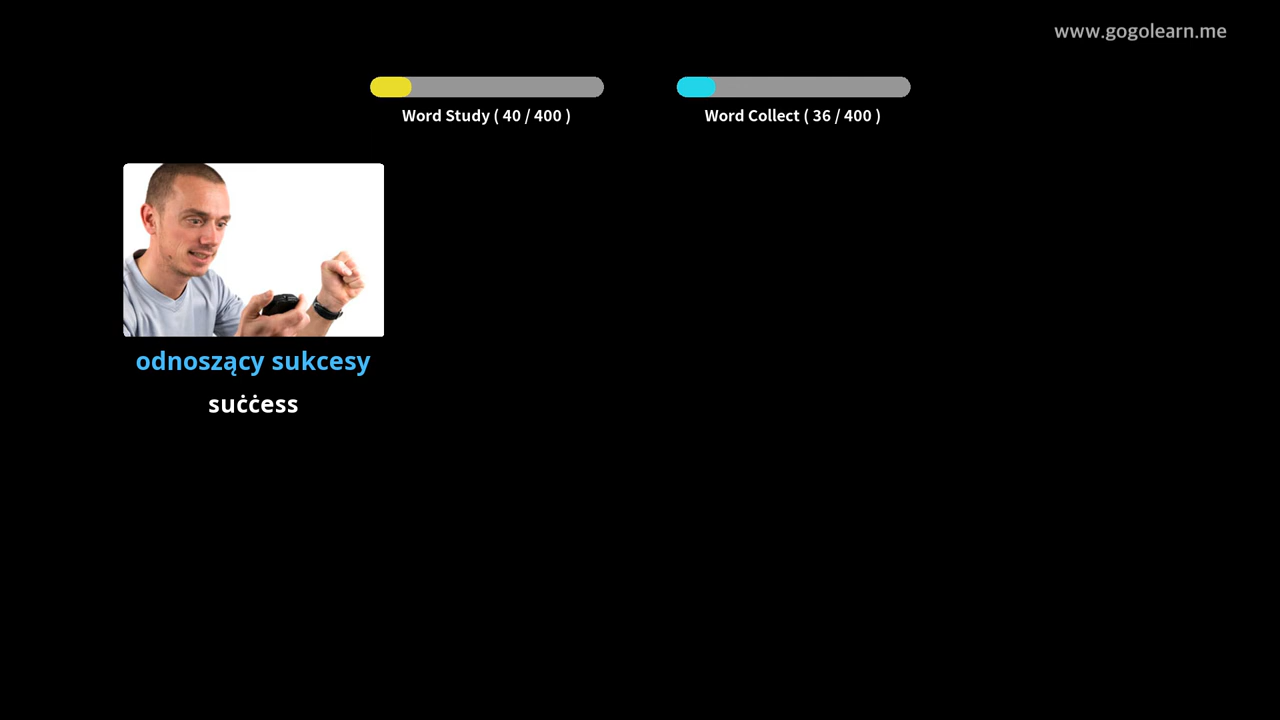 www.gogolearn.me
Word Study ( 40 / 400 )
Word Collect ( 36 / 400 )
odnoszący sukcesy
suċċess